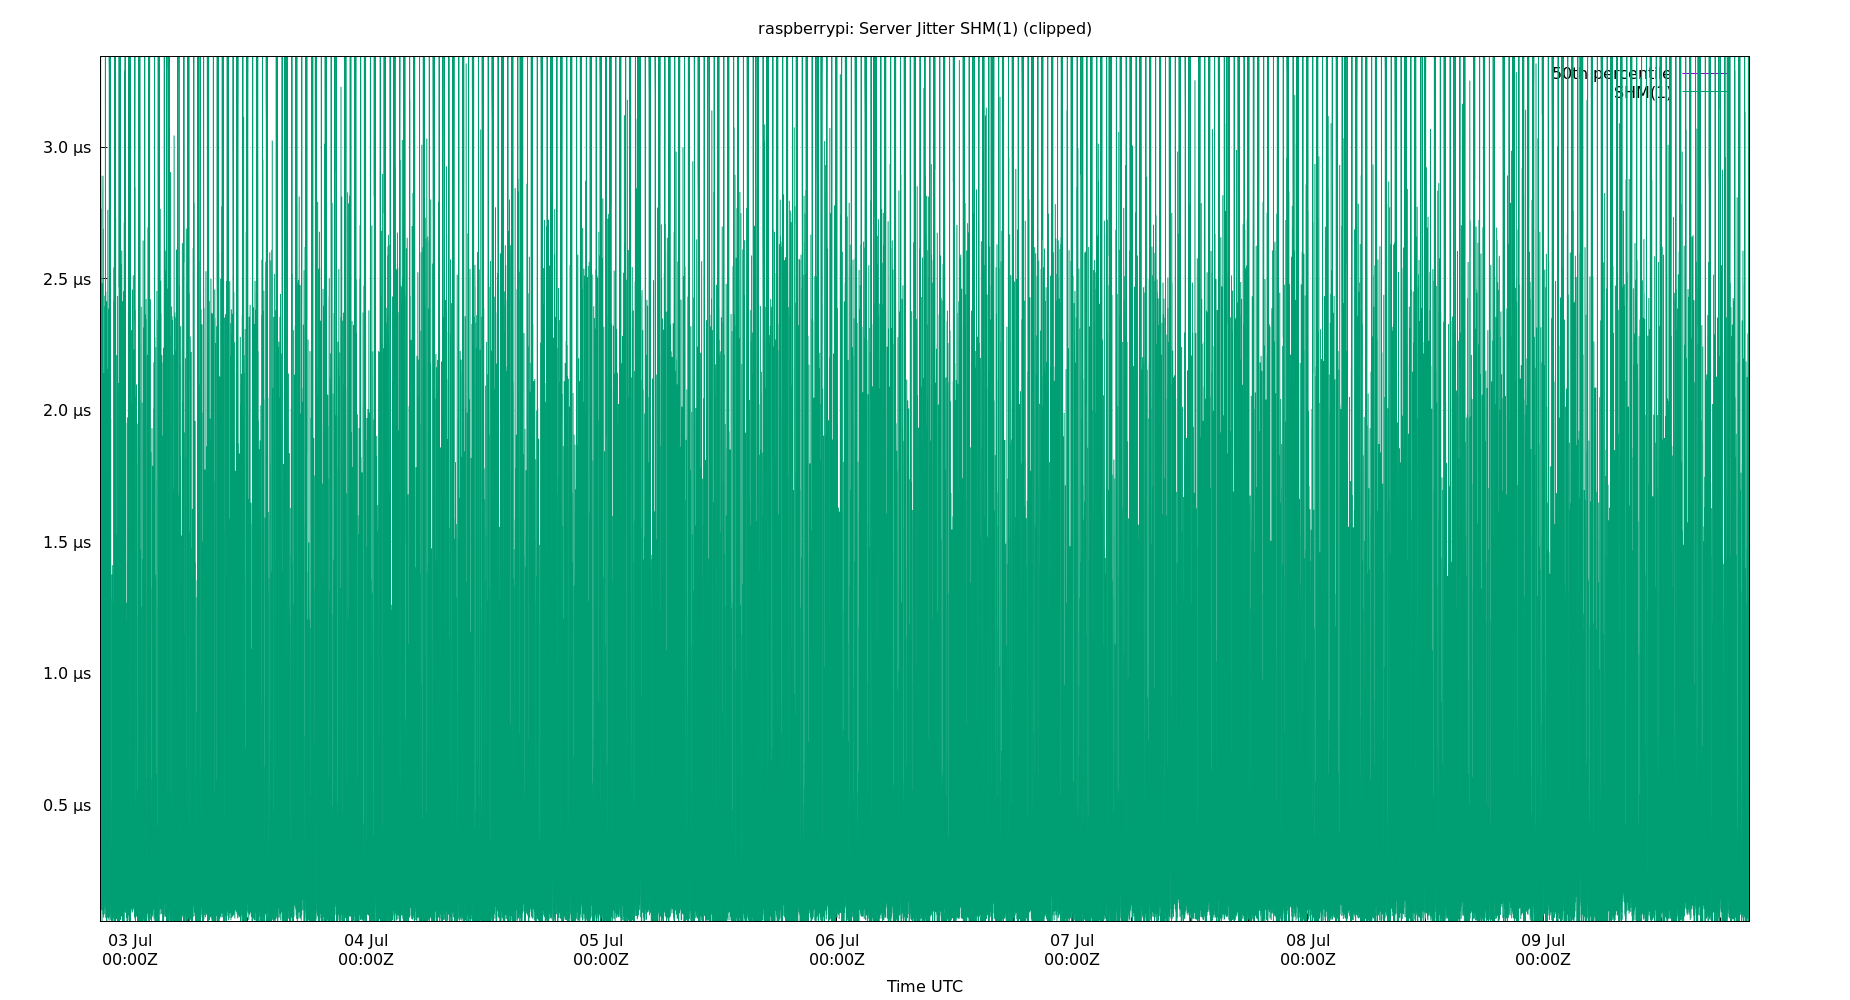 raspberrypi: Server Jitter SHM(1) (clipped)
50th percentile
SHM(1)
3.0 µs
2.5 µs
2.0 µs
1.5 µs
1.0 µs
0.5 µs
03 Jul 04 Jul 05 Jul 06 Jul 07 Jul 08 Jul 09 Jul
00:00Z 00:00Z 00:00Z 00:00Z 00:00Z 00:00Z 00:00Z
Time UTC